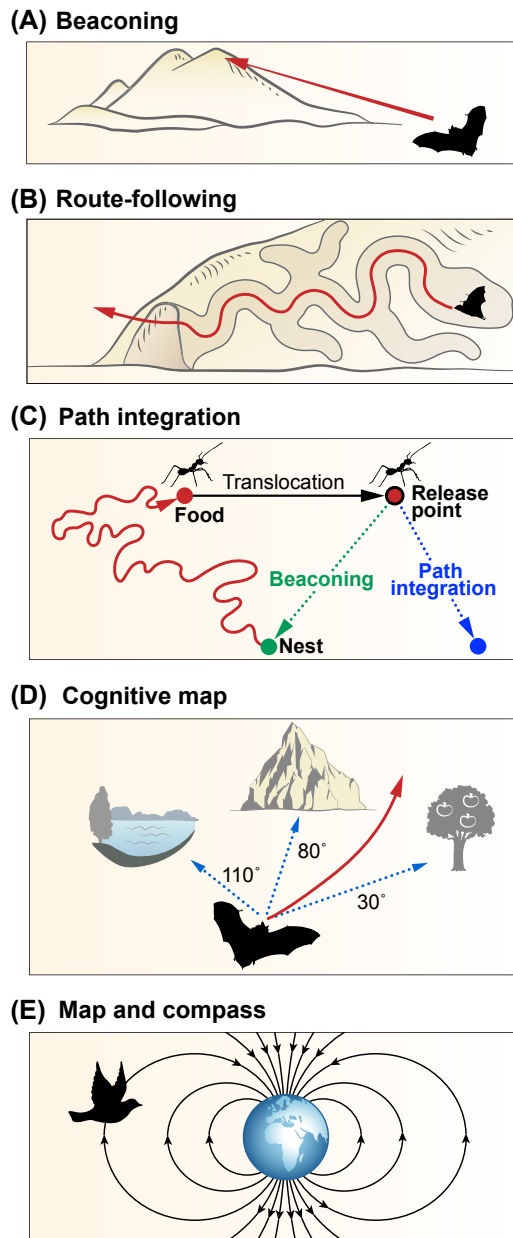 (A) Beaconing
(B) Route-following
(C) Path integration
Translocation
Food
Release
point
Beaconing
Path
integration
Nest
(D) Cognitive map
110°
80°
30°
(E) Map and compass